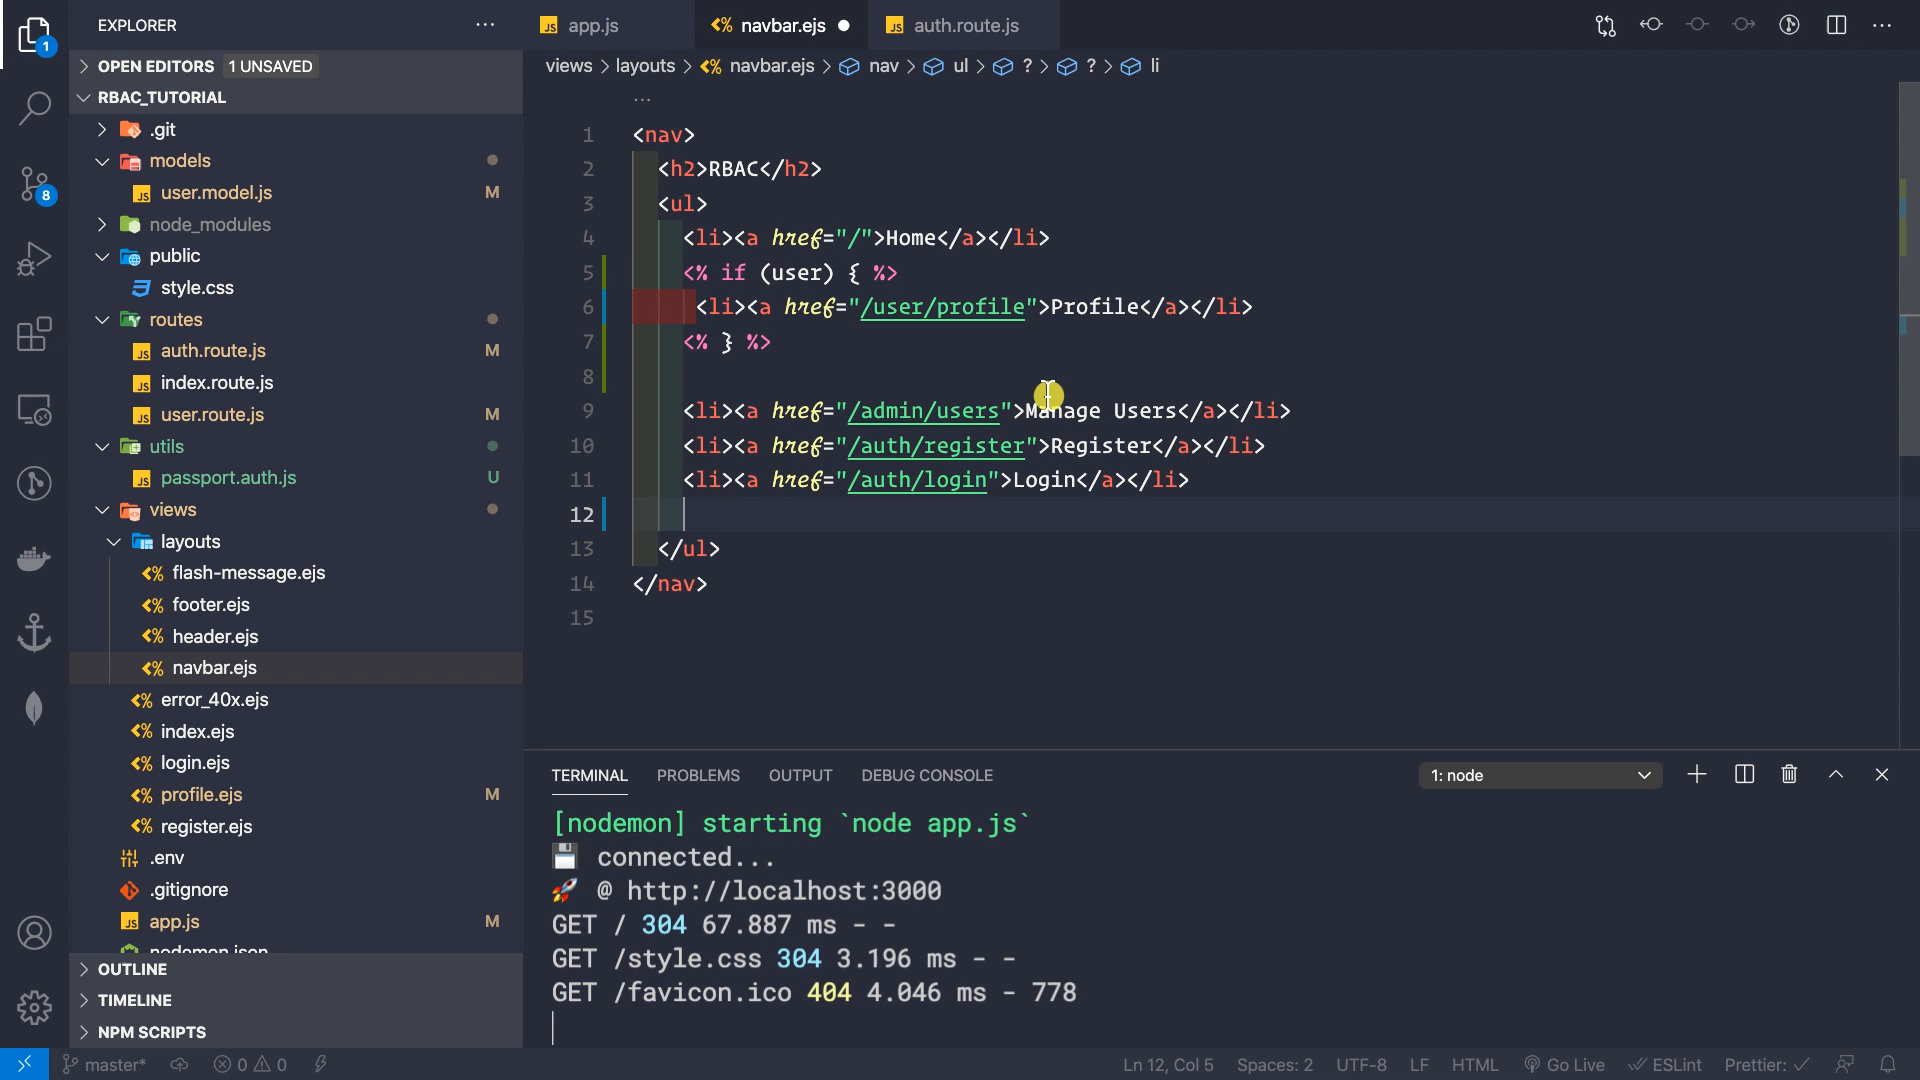 EXPLORER
OPEN EDITORS 1 UNSAVED
RBAC_TUTORIAL
.git
models
user.model.js M
node_modules
public
style.css
routes
auth.route.js M
index.route.js
user.route.js M
utils
passport.auth.js U
views
layouts
flash-message.ejs
footer.ejs
header.ejs
navbar.ejs
error_40x.ejs
index.ejs
login.ejs
profile.ejs M
register.ejs
.env
.gitignore
app.js M
nodemon.json
OUTLINE
TIMELINE
NPM SCRIPTS
1
8
app.js navbar.ejs auth.route.js
views > layouts > navbar.ejs > nav > ul > ? > ? > li
...
1 <nav>
2 <h2>RBAC</h2>
3 <ul>
4 <li><a href="/">Home</a></li>
5 <% if (user) { %>
6 <li><a href="/user/profile">Profile</a></li>
7 <% } %>
8
9 <li><a href="/admin/users">Manage Users</a></li>
10 <li><a href="/auth/register">Register</a></li>
11 <li><a href="/auth/login">Login</a></li>
12
13 </ul>
14 </nav>
15
TERMINAL PROBLEMS OUTPUT DEBUG CONSOLE 1: node
[nodemon] starting `node app.js`
connected...
@ http://localhost:3000
GET / 304 67.887 ms - -
GET /style.css 304 3.196 ms - -
GET /favicon.ico 404 4.046 ms - 778
master* 0 0 Ln 12, Col 5 Spaces: 2 UTF-8 LF HTML Go Live ESLint Prettier: ✓